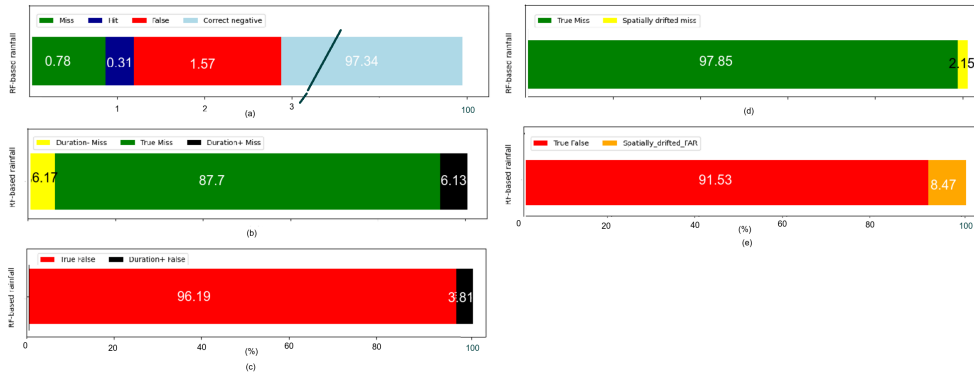 Miss Hit False Correct negative
RF-based rainfall
0.78 0.31 1.57 97.34
1 2 3 100
(a)
Duration- Miss True Miss Duration+ Miss
RF-based rainfall
6.17 87.7 6.13
(b)
True False Duration+ False
RF-based rainfall
96.19 3.81
0 20 40 60 80 100
(%)
(c)
True Miss Spatially drifted miss
RF-based rainfall
97.85 2.15
(d)
True False Spatially_drifted_FAR
RF-based rainfall
91.53 8.47
0 20 40 60 80 100
(%)
(e)